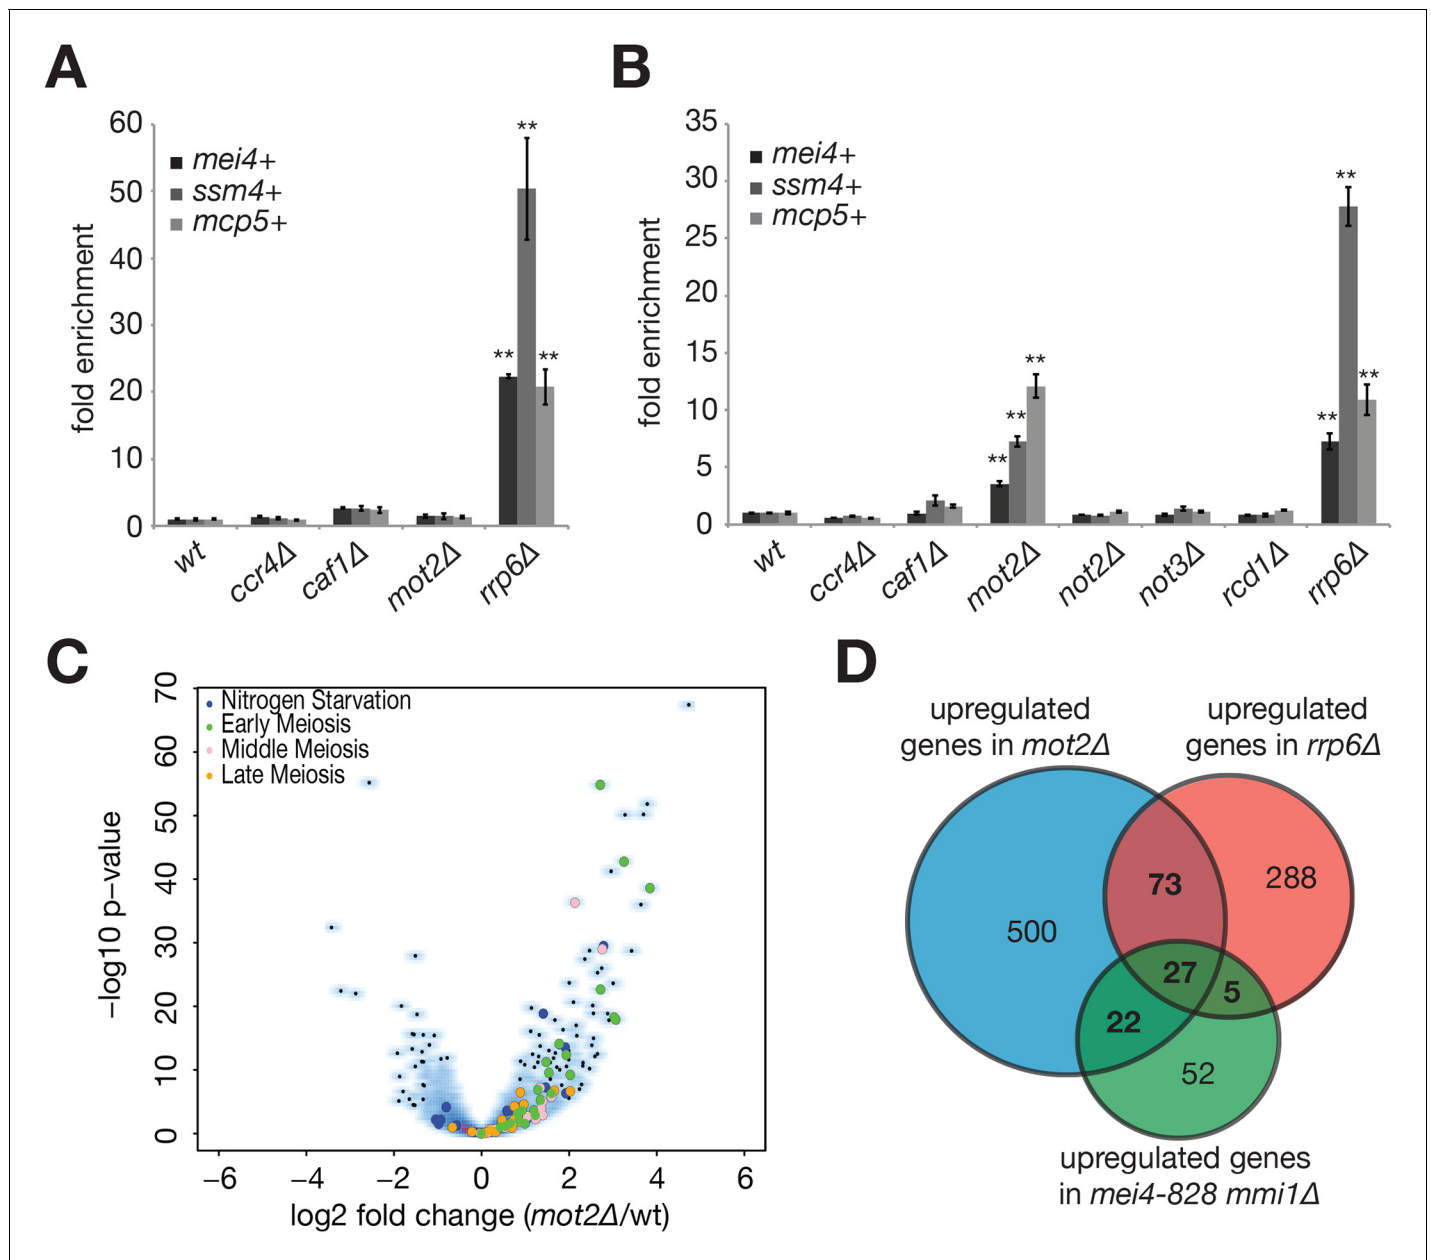 A
60
50
40
30
20
10
0
fold enrichment
mei4+
ssm4+
mcp5+
**
**
**
wt
ccr4Δ
caf1Δ
mot2Δ
rrp6Δ
B
35
30
25
20
15
10
5
0
fold enrichment
mei4+
ssm4+
mcp5+
**
**
**
**
**
**
wt
ccr4Δ
caf1Δ
mot2Δ
not2Δ
not3Δ
rcd1Δ
rrp6Δ
C
70
60
50
40
30
20
10
0
−log10 p−value
Nitrogen Starvation
Early Meiosis
Middle Meiosis
Late Meiosis
−6
−4
−2
0
2
4
6
log2 fold change (mot2Δ/wt)
D
upregulated
genes in mot2Δ
upregulated
genes in rrp6Δ
73
288
500
27
5
22
52
upregulated genes
in mei4-828 mmi1Δ